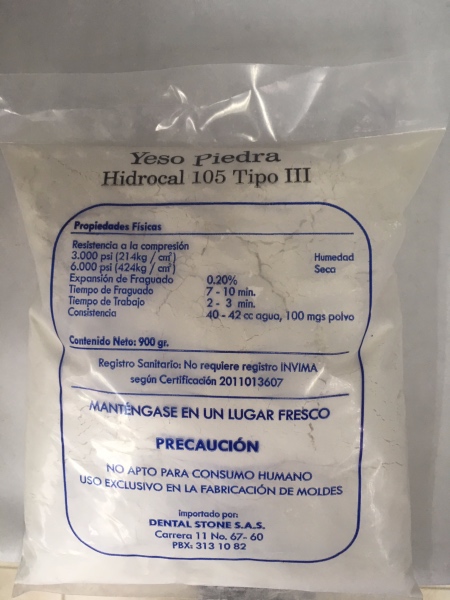 Yeso Piedra
Hidrocal 105 Tipo III
Propiedades Físicas
Resistencia a la compresión
3.000 psi (214kg / cm²) Humedad
6.000 psi (424kg / cm²) Seca
Expansión de Fraguado 0.20%
Tiempo de Fraguado 7 - 10 min.
Tiempo de Trabajo 2 - 3 min.
Consistencia 40 - 42 cc agua, 100 mgs polvo
Contenido Neto: 900 gr.
Registro Sanitario: No requiere registro INVIMA
según Certificación 2011013607
MANTÉNGASE EN UN LUGAR FRESCO
PRECAUCIÓN
NO APTO PARA CONSUMO HUMANO
USO EXCLUSIVO EN LA FABRICACIÓN DE MOLDES
importado por:
DENTAL STONE S.A.S.
Carrera 11 No. 67- 60
PBX: 313 10 82